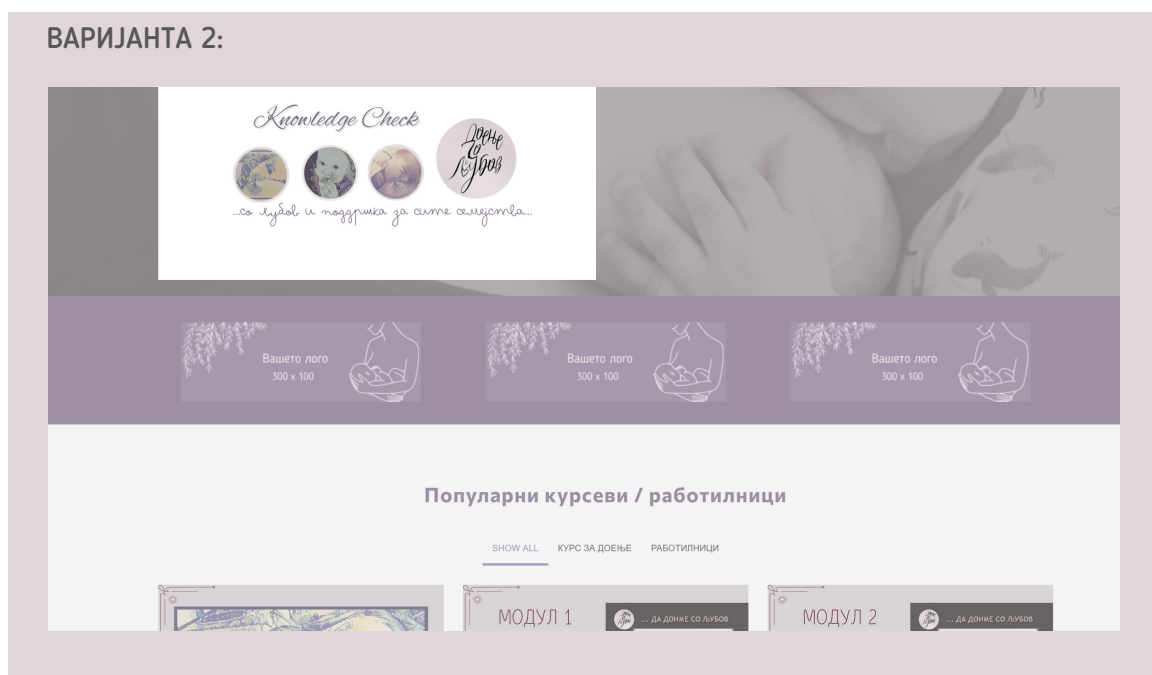 ВАРИЈАНТА 2:
Knowledge Check
Доење
со
Љубов
...со љубов и поддршка за сите семејства...
Вашето лого
300 x 100
Вашето лого
300 x 100
Вашето лого
300 x 100
Популарни курсеви / работилници
SHOW ALL КУРС ЗА ДОЕЊЕ РАБОТИЛНИЦИ
МОДУЛ 1
... ДА ДОИМЕ СО ЉУБОВ
МОДУЛ 2
... ДА ДОИМЕ СО ЉУБОВ